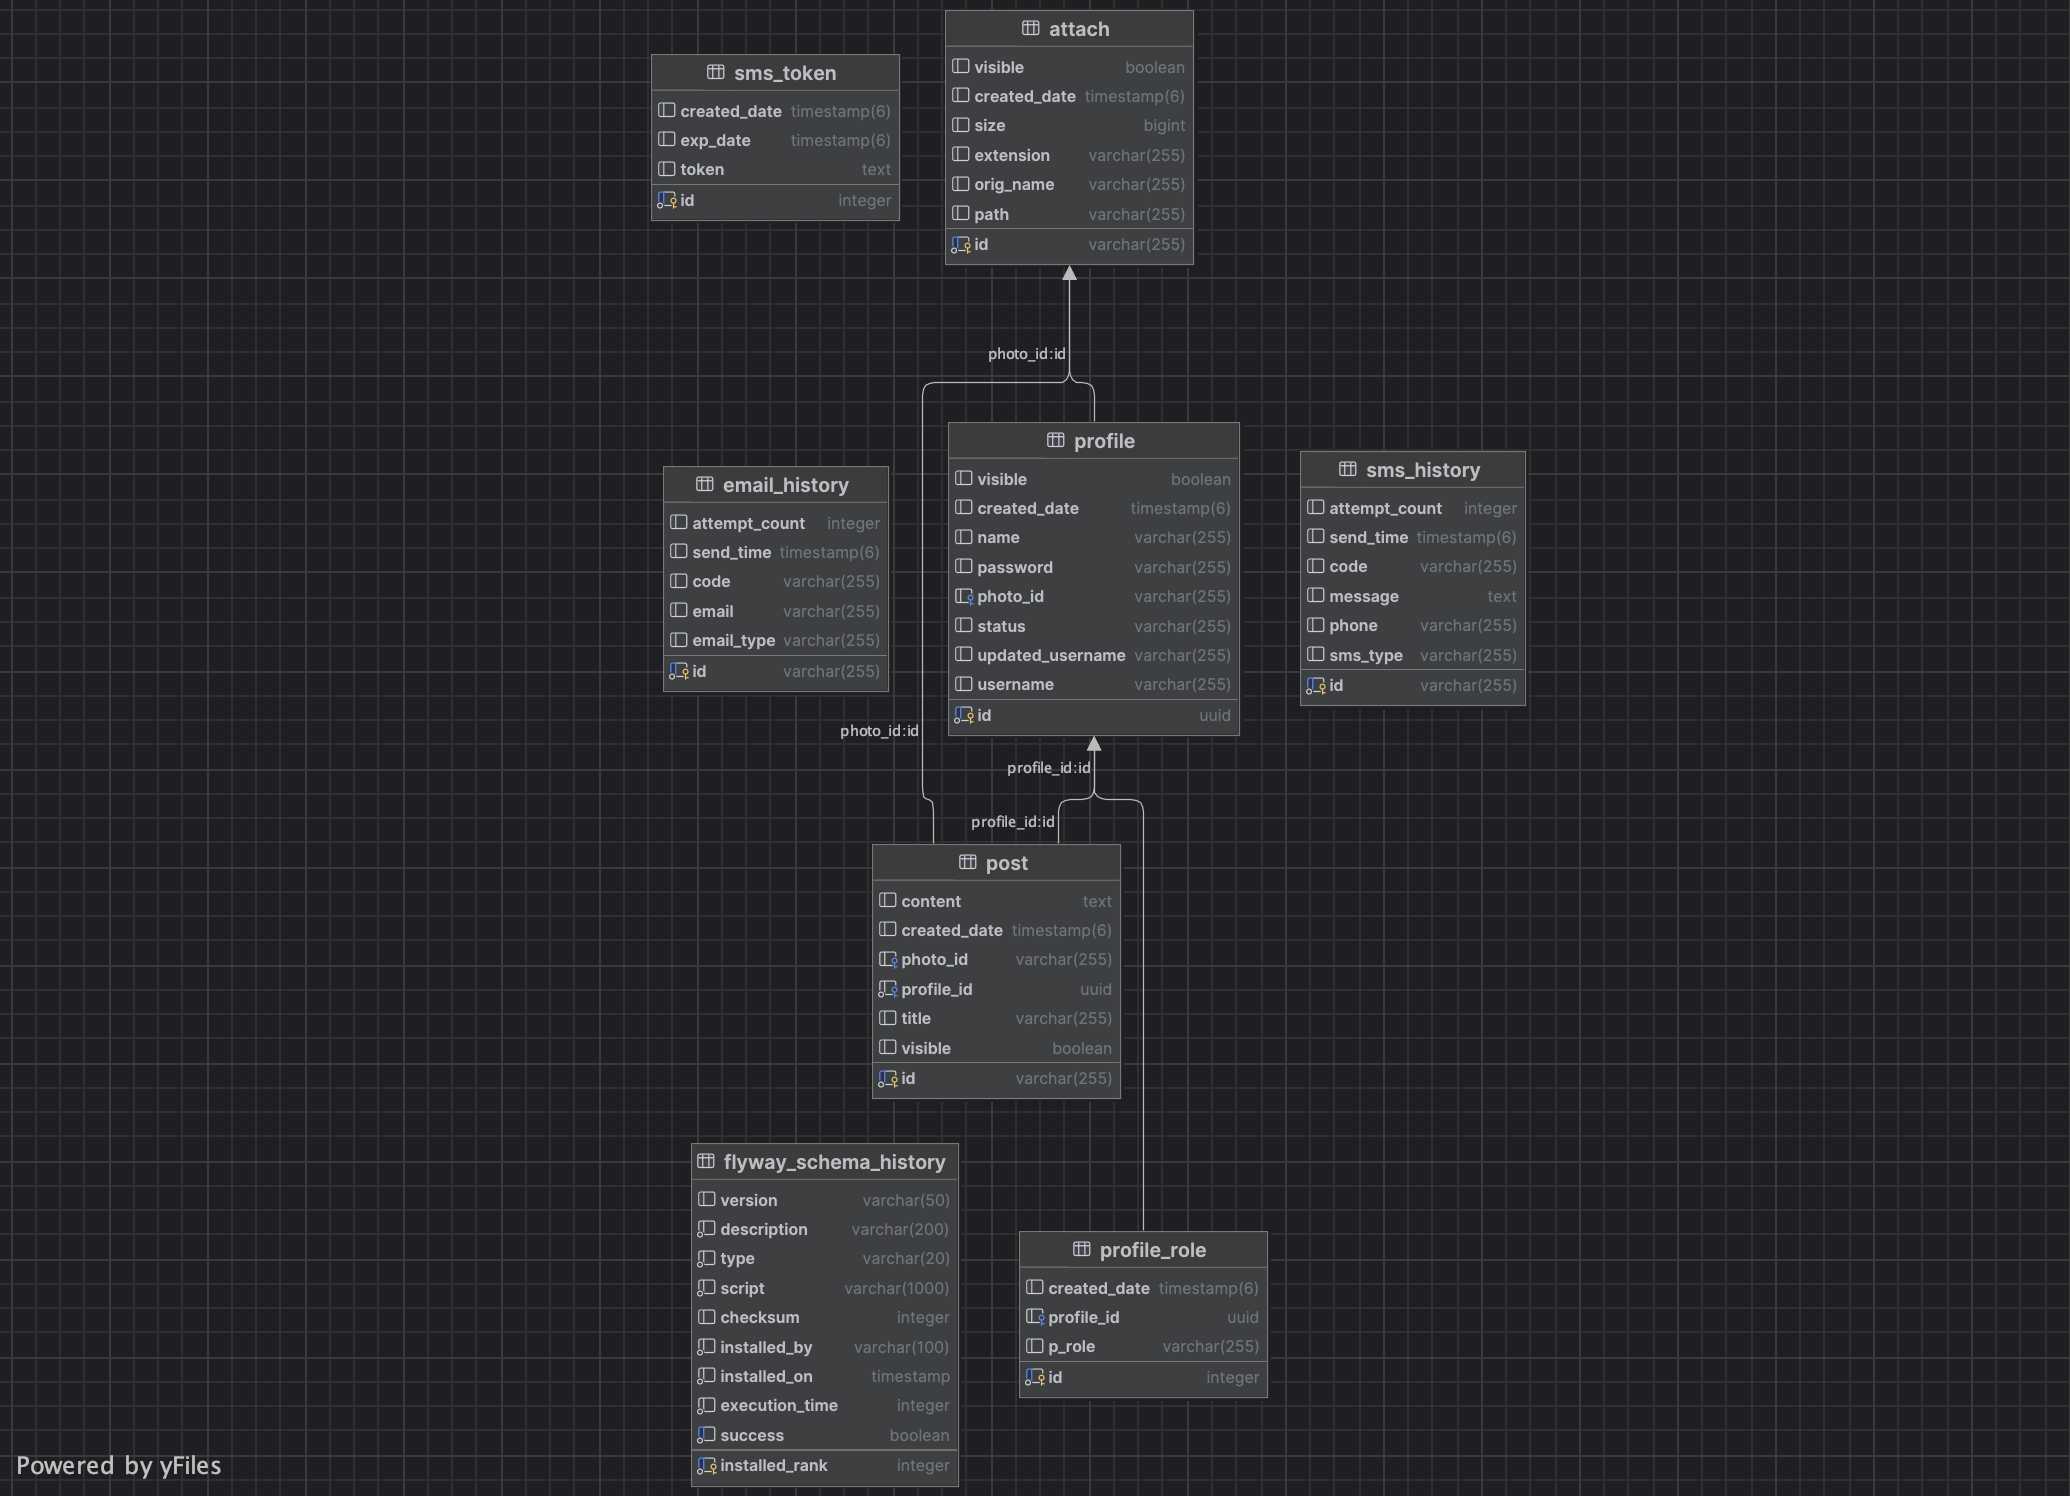 attach
visible boolean
created_date timestamp(6)
size bigint
extension varchar(255)
orig_name varchar(255)
path varchar(255)
id varchar(255)
sms_token
created_date timestamp(6)
exp_date timestamp(6)
token text
id integer
photo_id:id
profile
visible boolean
created_date timestamp(6)
name varchar(255)
password varchar(255)
photo_id varchar(255)
status varchar(255)
updated_username varchar(255)
username varchar(255)
id uuid
email_history
attempt_count integer
send_time timestamp(6)
code varchar(255)
email varchar(255)
email_type varchar(255)
id varchar(255)
sms_history
attempt_count integer
send_time timestamp(6)
code varchar(255)
message text
phone varchar(255)
sms_type varchar(255)
id varchar(255)
photo_id:id
profile_id:id
profile_id:id
post
content text
created_date timestamp(6)
photo_id varchar(255)
profile_id uuid
title varchar(255)
visible boolean
id varchar(255)
flyway_schema_history
version varchar(50)
description varchar(200)
type varchar(20)
script varchar(1000)
checksum integer
installed_by varchar(100)
installed_on timestamp
execution_time integer
success boolean
installed_rank integer
profile_role
created_date timestamp(6)
profile_id uuid
p_role varchar(255)
id integer
Powered by yFiles